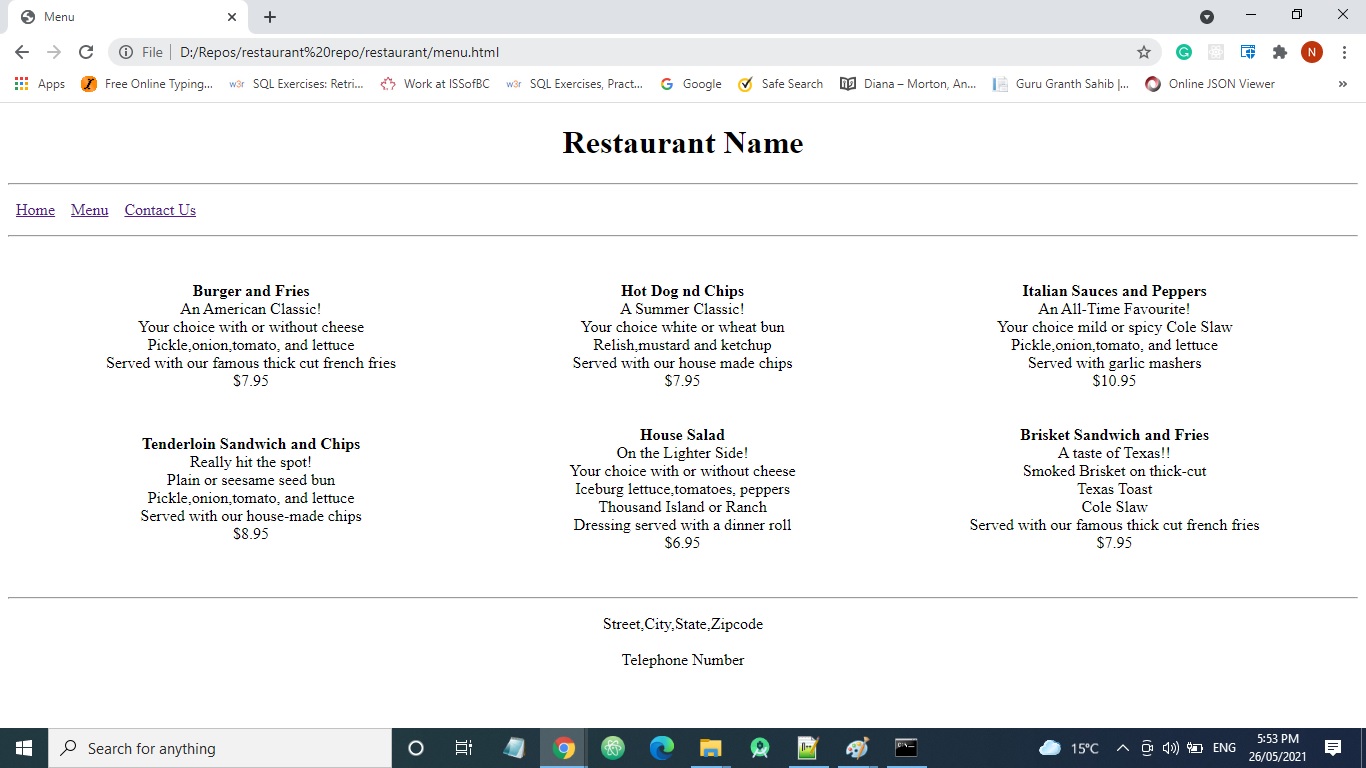 Menu
File
D:/Repos/restaurant%20repo/restaurant/menu.html
N
Apps
Free Online Typing...
w3r SQL Exercises: Retri...
Work at ISSofBC
w3r SQL Exercises, Pract...
Google
Safe Search
Diana – Morton, An...
Guru Granth Sahib |...
Online JSON Viewer
»
Restaurant Name
Home Menu Contact Us
Burger and Fries
An American Classic!
Your choice with or without cheese
Pickle,onion,tomato, and lettuce
Served with our famous thick cut french fries
$7.95
Hot Dog nd Chips
A Summer Classic!
Your choice white or wheat bun
Relish,mustard and ketchup
Served with our house made chips
$7.95
Italian Sauces and Peppers
An All-Time Favourite!
Your choice mild or spicy Cole Slaw
Pickle,onion,tomato, and lettuce
Served with garlic mashers
$10.95
Tenderloin Sandwich and Chips
Really hit the spot!
Plain or seesame seed bun
Pickle,onion,tomato, and lettuce
Served with our house-made chips
$8.95
House Salad
On the Lighter Side!
Your choice with or without cheese
Iceburg lettuce,tomatoes, peppers
Thousand Island or Ranch
Dressing served with a dinner roll
$6.95
Brisket Sandwich and Fries
A taste of Texas!!
Smoked Brisket on thick-cut
Texas Toast
Cole Slaw
Served with our famous thick cut french fries
$7.95
Street,City,State,Zipcode
Telephone Number
Search for anything
15°C
ENG
5:53 PM
26/05/2021